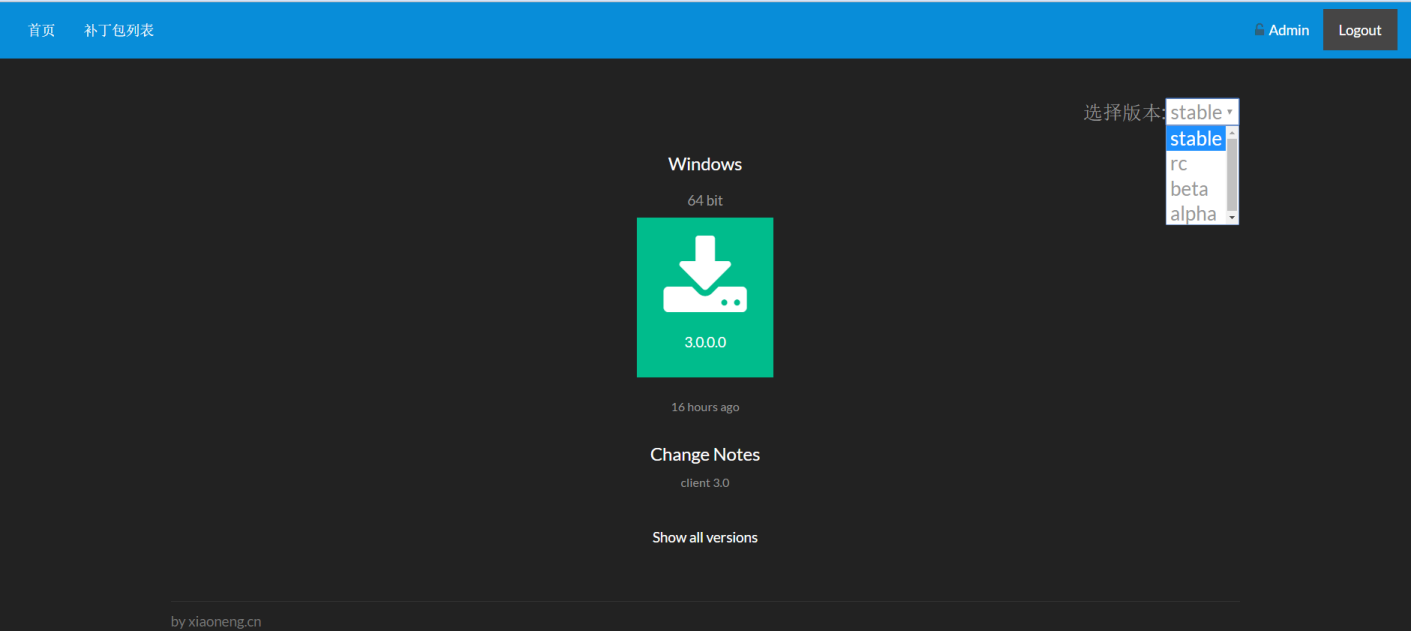 首页 补丁包列表 Admin Logout
选择版本: stable
stable
rc
beta
alpha
Windows
64 bit
3.0.0.0
16 hours ago
Change Notes
client 3.0
Show all versions
by xiaoneng.cn